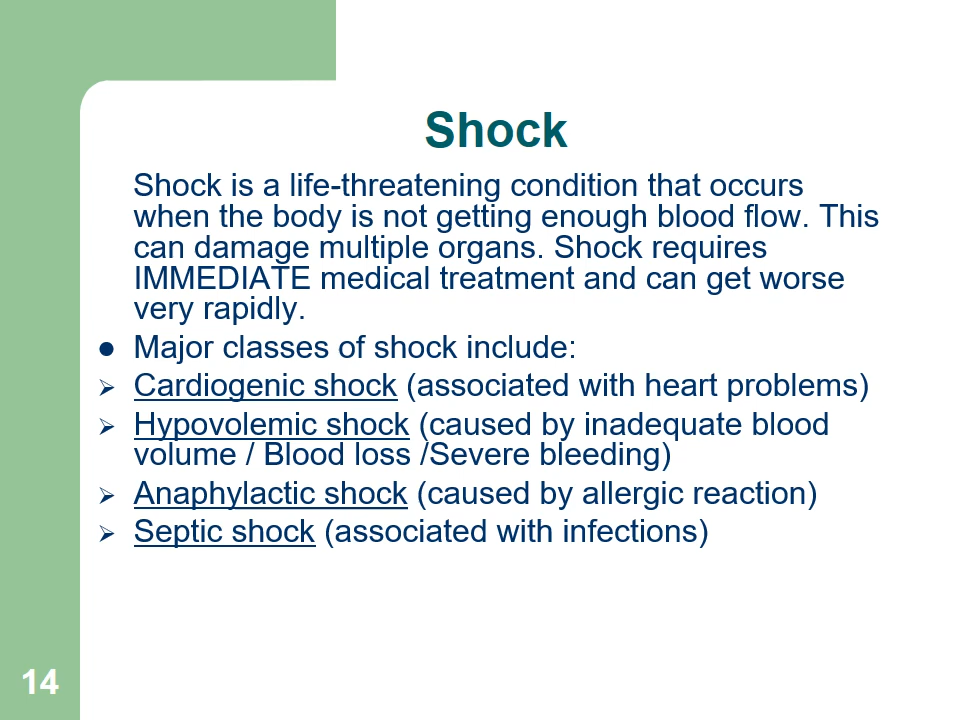 Shock
Shock is a life-threatening condition that occurs
when the body is not getting enough blood flow. This
can damage multiple organs. Shock requires
IMMEDIATE medical treatment and can get worse
very rapidly.
● Major classes of shock include:
➢ Cardiogenic shock (associated with heart problems)
➢ Hypovolemic shock (caused by inadequate blood
volume / Blood loss /Severe bleeding)
➢ Anaphylactic shock (caused by allergic reaction)
➢ Septic shock (associated with infections)
14